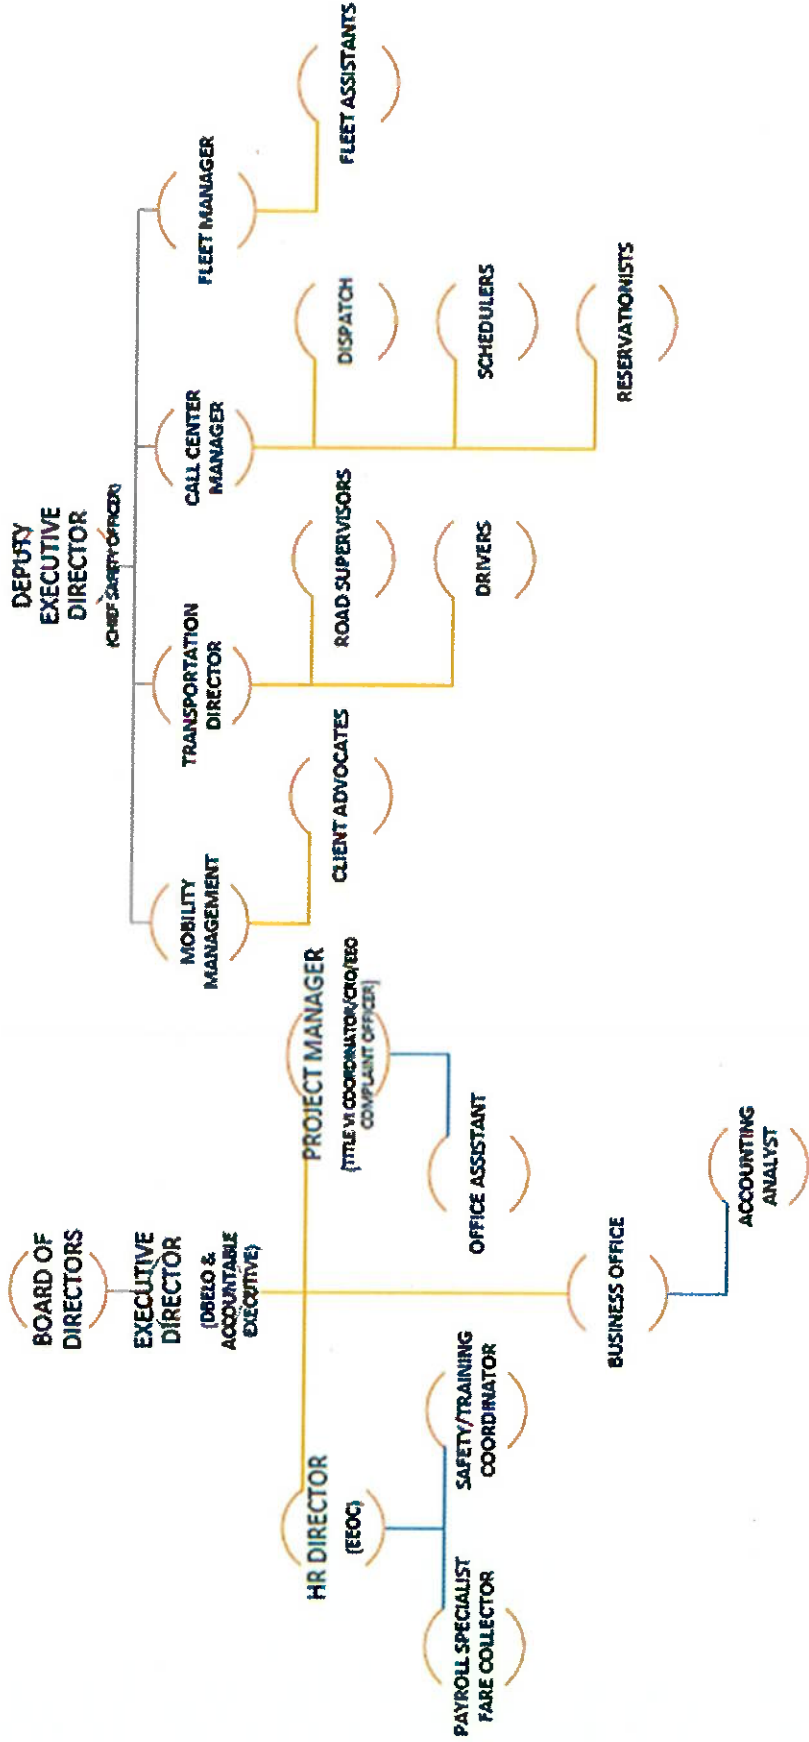 BOARD OF
DIRECTORS
EXECUTIVE
DIRECTOR
(DBELO &
ACCOUNTABLE
EXECUTIVE)
HR DIRECTOR
(EEOC)
PAYROLL SPECIALIST
FARE COLLECTOR
SAFETY/TRAINING
COORDINATOR
BUSINESS OFFICE
ACCOUNTING
ANALYST
PROJECT MANAGER
(TITLE VI COORDINATOR/CRO/EEO
COMPLAINT OFFICER)
OFFICE ASSISTANT
DEPUTY
EXECUTIVE
DIRECTOR
(CHIEF SAFETY OFFICER)
MOBILITY
MANAGEMENT
CLIENT ADVOCATES
TRANSPORTATION
DIRECTOR
ROAD SUPERVISORS
DRIVERS
CALL CENTER
MANAGER
DISPATCH
SCHEDULERS
RESERVATIONISTS
FLEET MANAGER
FLEET ASSISTANTS